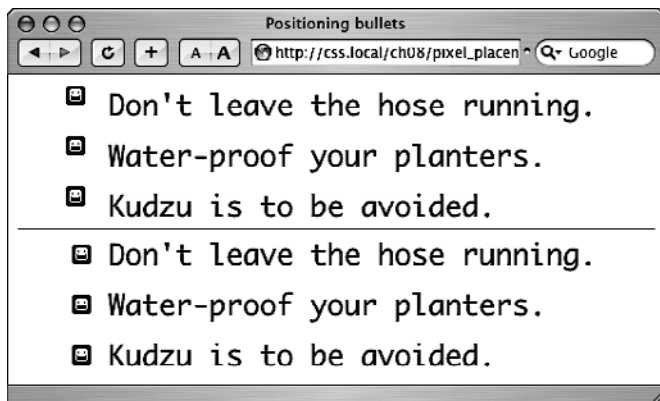 Positioning bullets
A A http://css.local/ch08/pixel_placen Google
Don't leave the hose running.
Water-proof your planters.
Kudzu is to be avoided.
Don't leave the hose running.
Water-proof your planters.
Kudzu is to be avoided.